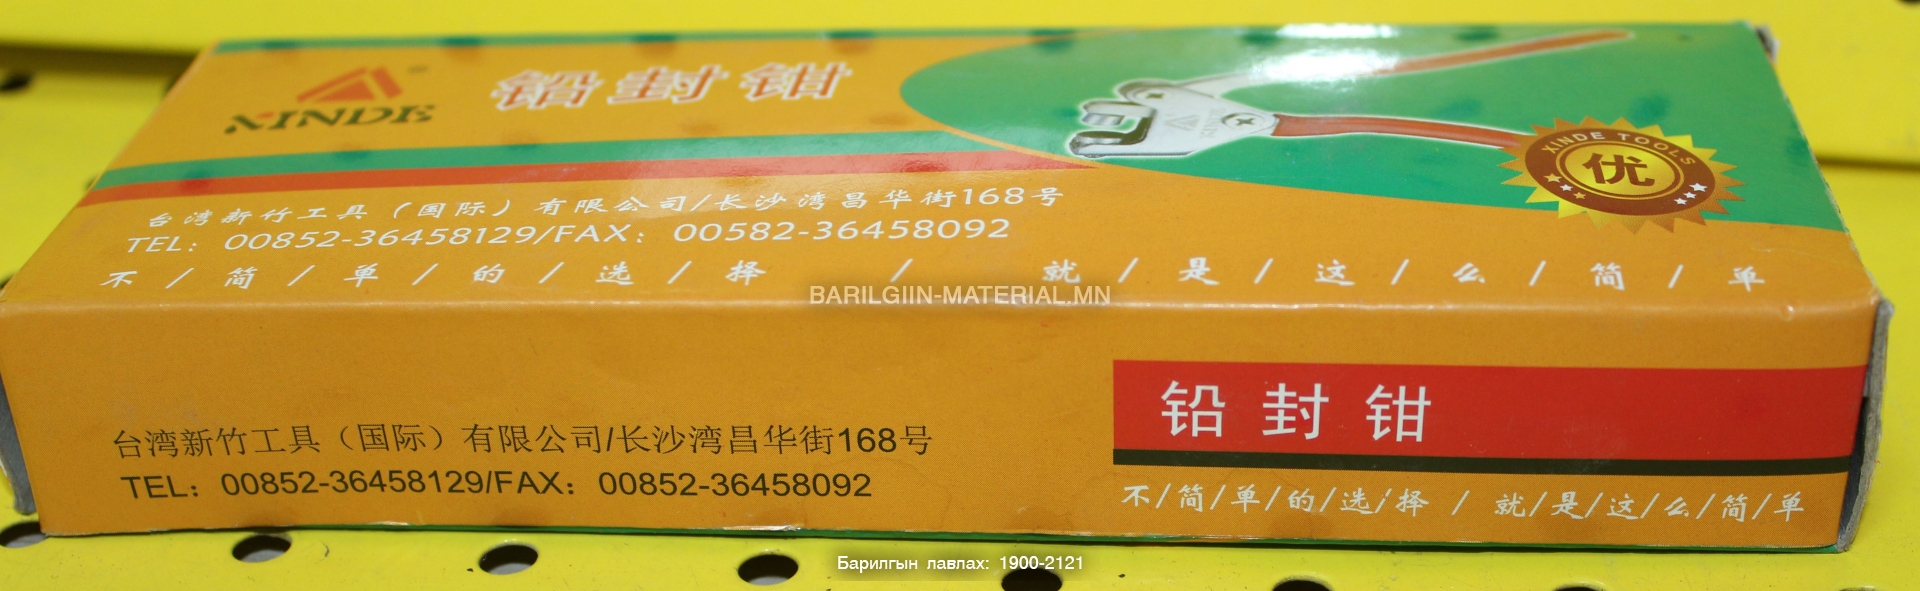 XINDE
铅封钳
XINDE TOOLS
优
台湾新竹工具（国际）有限公司/长沙湾昌华街168号
TEL：00852-36458129/FAX：00582-36458092
不/简/单/的/选/择 / 就/是/这/么/简/单
BARILGIIN-MATERIAL.MN
铅封钳
台湾新竹工具（国际）有限公司/长沙湾昌华街168号
TEL：00852-36458129/FAX：00852-36458092
不/简/单/的/选/择 / 就/是/这/么/简/单
Барилгын лавлах: 1900-2121